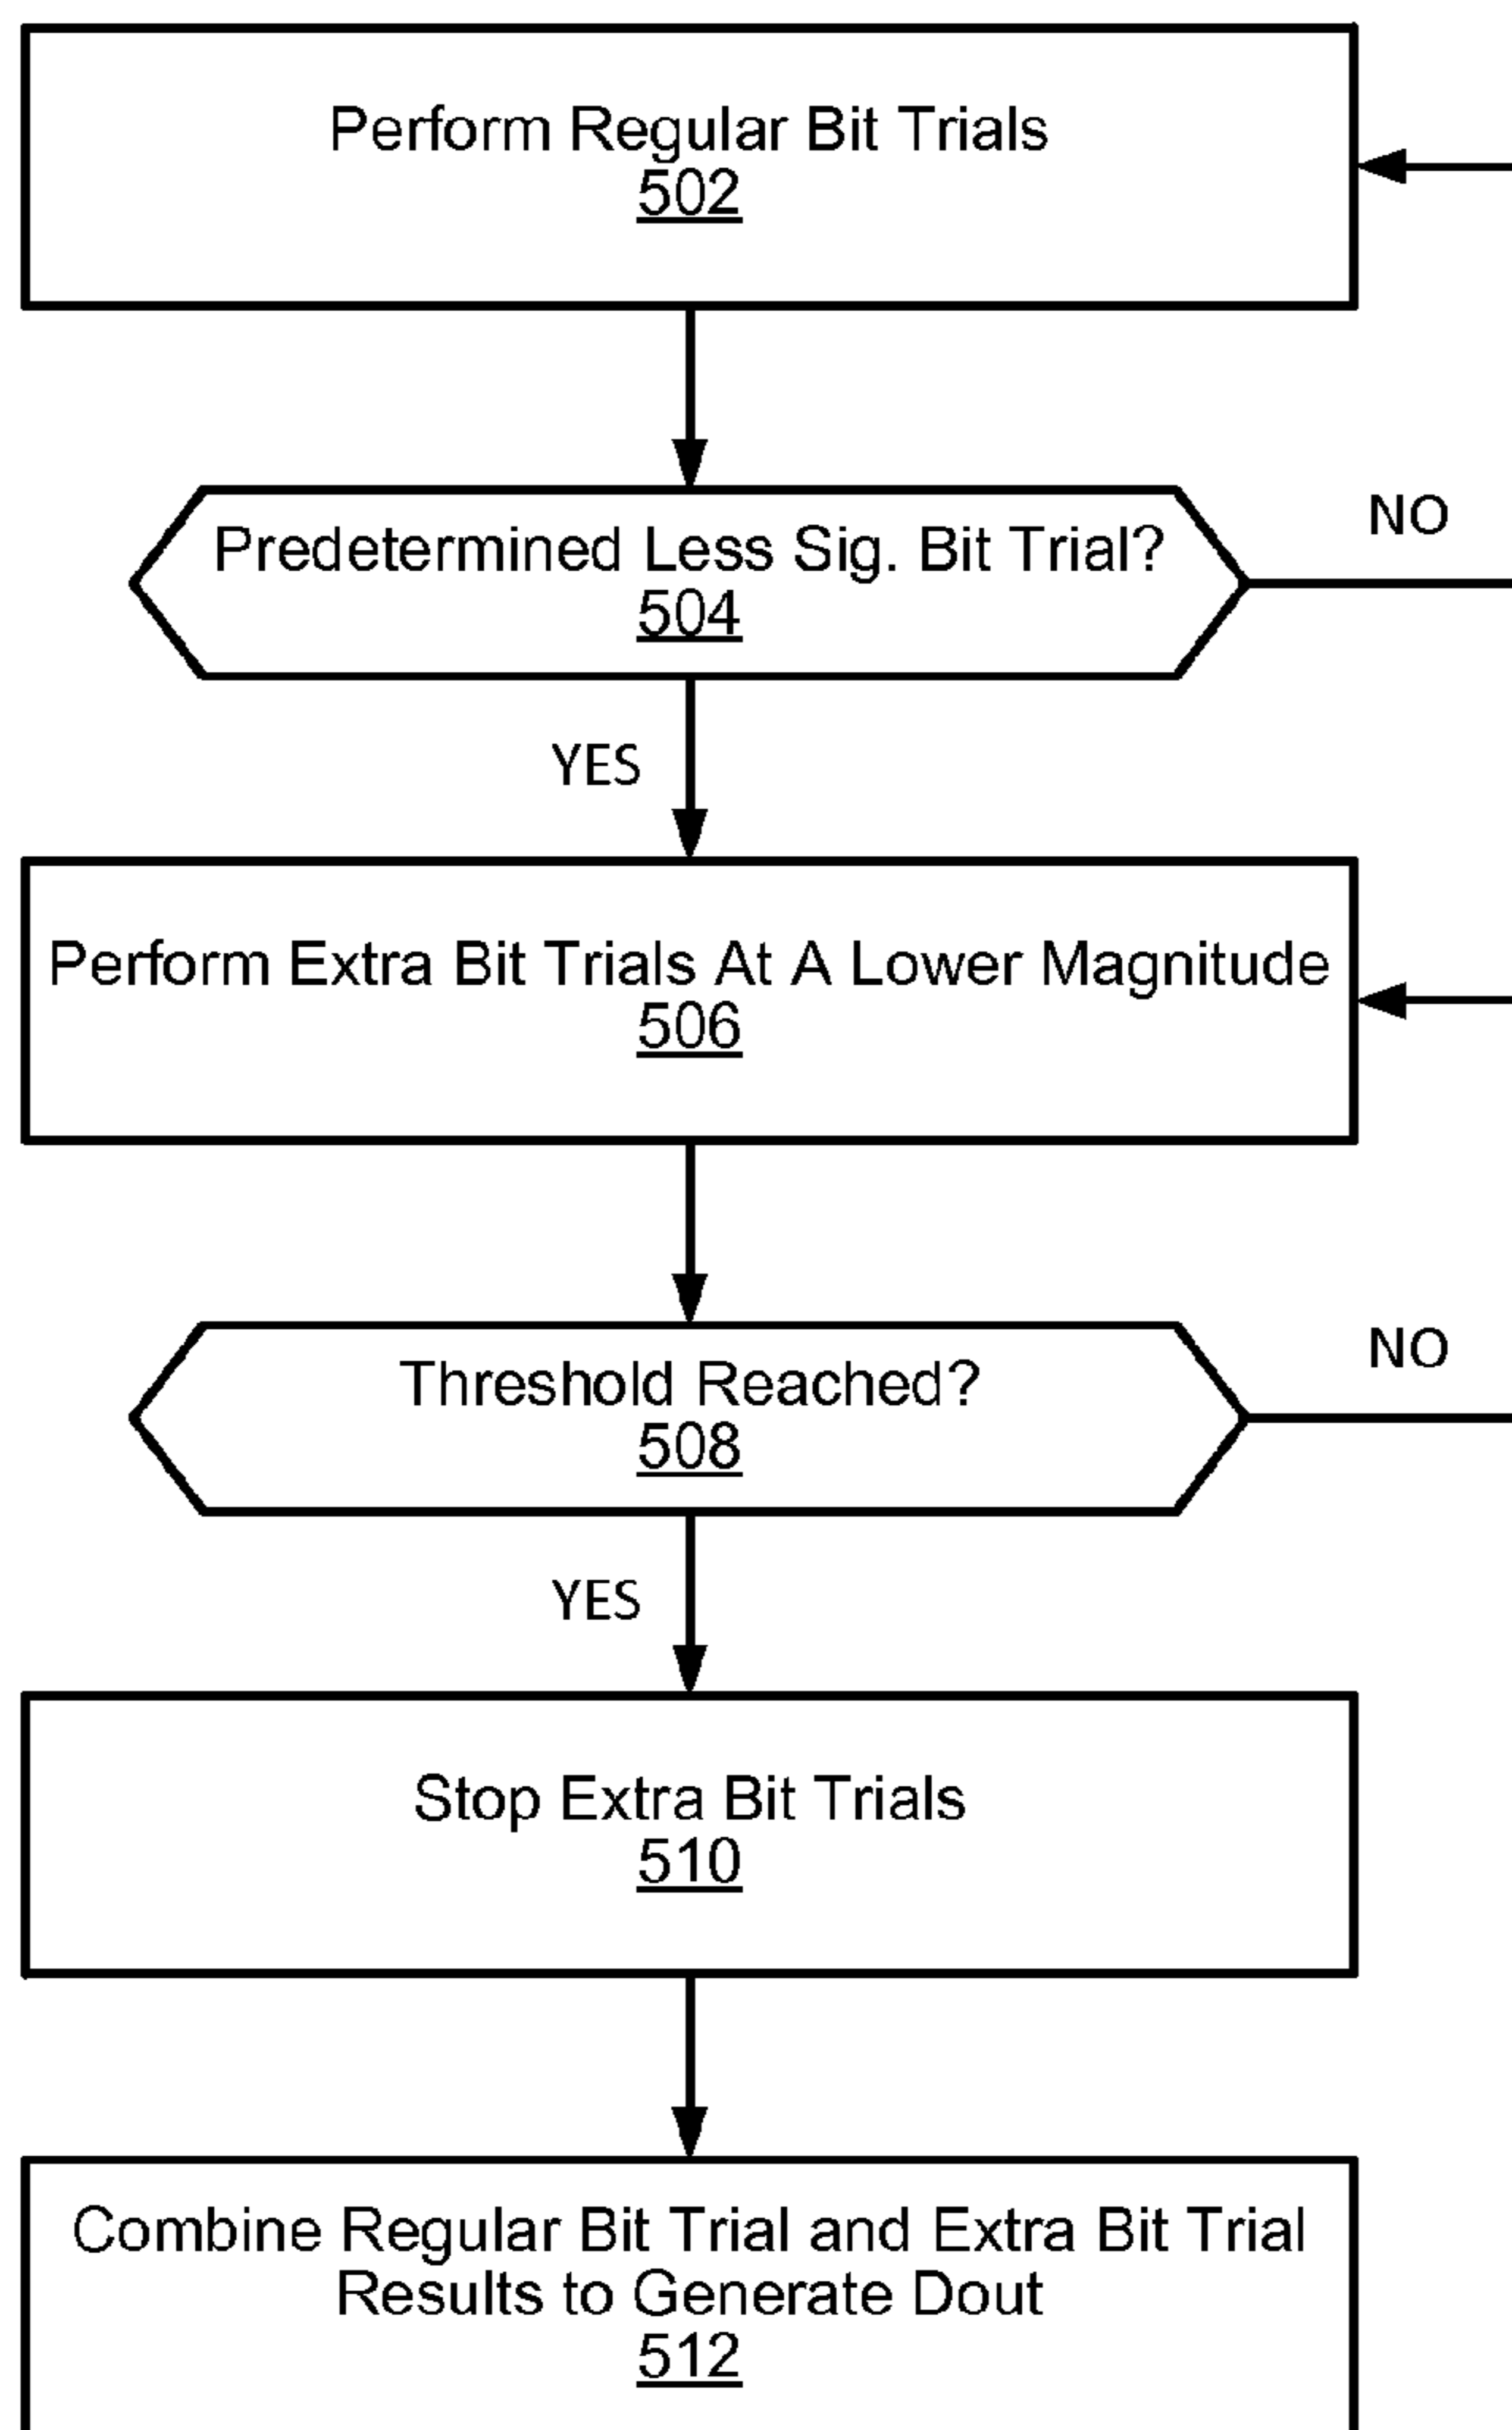 Perform Regular Bit Trials
502
NO
Predetermined Less Sig. Bit Trial?
504
YES
Perform Extra Bit Trials At A Lower Magnitude
506
NO
Threshold Reached?
508
YES
Stop Extra Bit Trials
510
Combine Regular Bit Trial and Extra Bit Trial
Results to Generate Dout
512